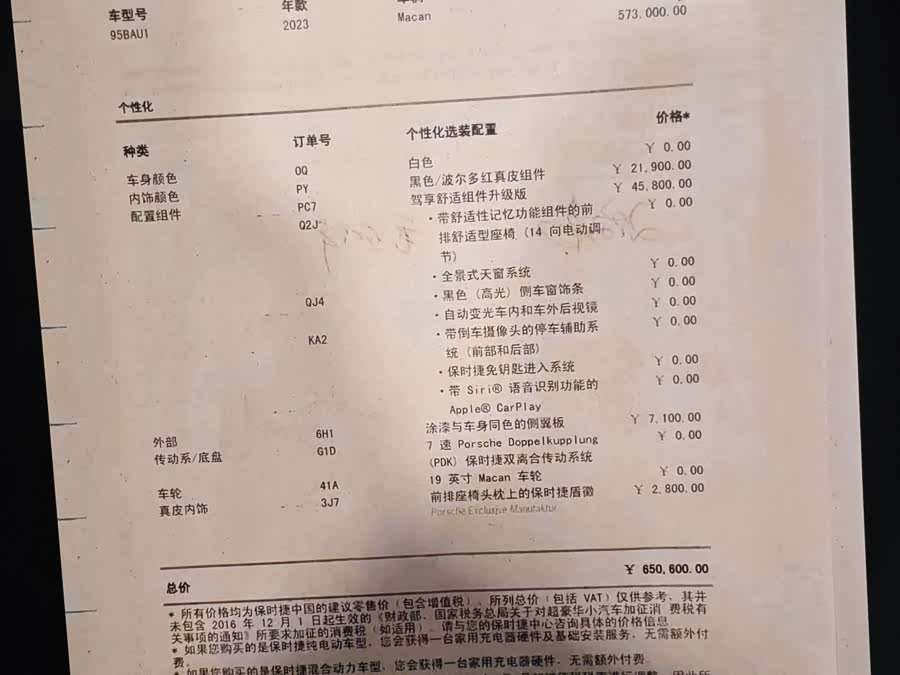 车型号 年款
95BAU1 2023 Macan 573,000.00
个性化
种类 订单号 个性化选装配置 价格*
车身颜色 0Q 白色 ￥ 0.00
内饰颜色 PY 黑色/波尔多红真皮组件 ￥ 21,900.00
配置组件 PC7 驾享舒适组件升级版 ￥ 45,800.00
Q2J ·带舒适性记忆功能组件的前 ￥ 0.00
排舒适型座椅 (14 向电动调
节)
·全景式天窗系统 ￥ 0.00
QJ4 ·黑色 (高光) 侧车窗饰条 ￥ 0.00
·自动变光车内和车外后视镜 ￥ 0.00
KA2 ·带倒车摄像头的停车辅助系 ￥ 0.00
统 (前部和后部)
·保时捷免钥匙进入系统 ￥ 0.00
·带 Siri® 语音识别功能的 ￥ 0.00
Apple® CarPlay
外部 6H1 涂漆与车身同色的侧翼板 ￥ 7,100.00
传动系/底盘 G1D 7 速 Porsche Doppelkupplung ￥ 0.00
(PDK) 保时捷双离合传动系统
车轮 41A 19 英寸 Macan 车轮 ￥ 0.00
真皮内饰 3J7 前排座椅头枕上的保时捷盾徽 ￥ 2,800.00
Porsche Exclusive Manufaktur
总价 ￥ 650,600.00
* 所有价格均为保时捷中国的建议零售价（包含增值税）。所列总价（包括 VAT）仅供参考，其并
未包含 2016 年 12 月 1 日起生效的《财政部、国家税务总局关于对超豪华小汽车加征消 费税有
关事项的通知》所要求加征的消费税（如适用）。请与您的保时捷中心咨询具体的价格信息
* 如果您购买的是保时捷纯电动车型，您会获得一台家用充电器硬件及基础安装服务，无需额外付
费。
* 如果您购买的是保时捷混合动力车型，您会获得一台家用充电器硬件，无需额外付费。